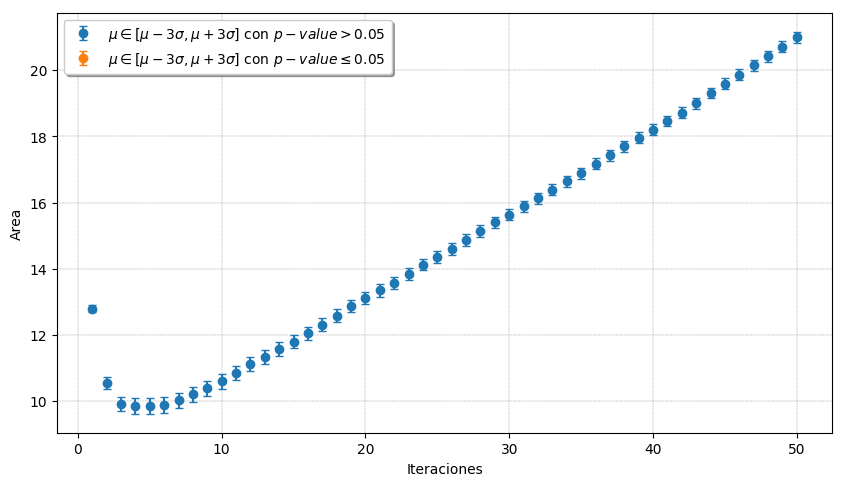 μ ∈ [μ − 3σ, μ + 3σ] con p − value > 0.05
μ ∈ [μ − 3σ, μ + 3σ] con p − value ≤ 0.05
20
18
16
14
12
10
Area
0 10 20 30 40 50
Iteraciones